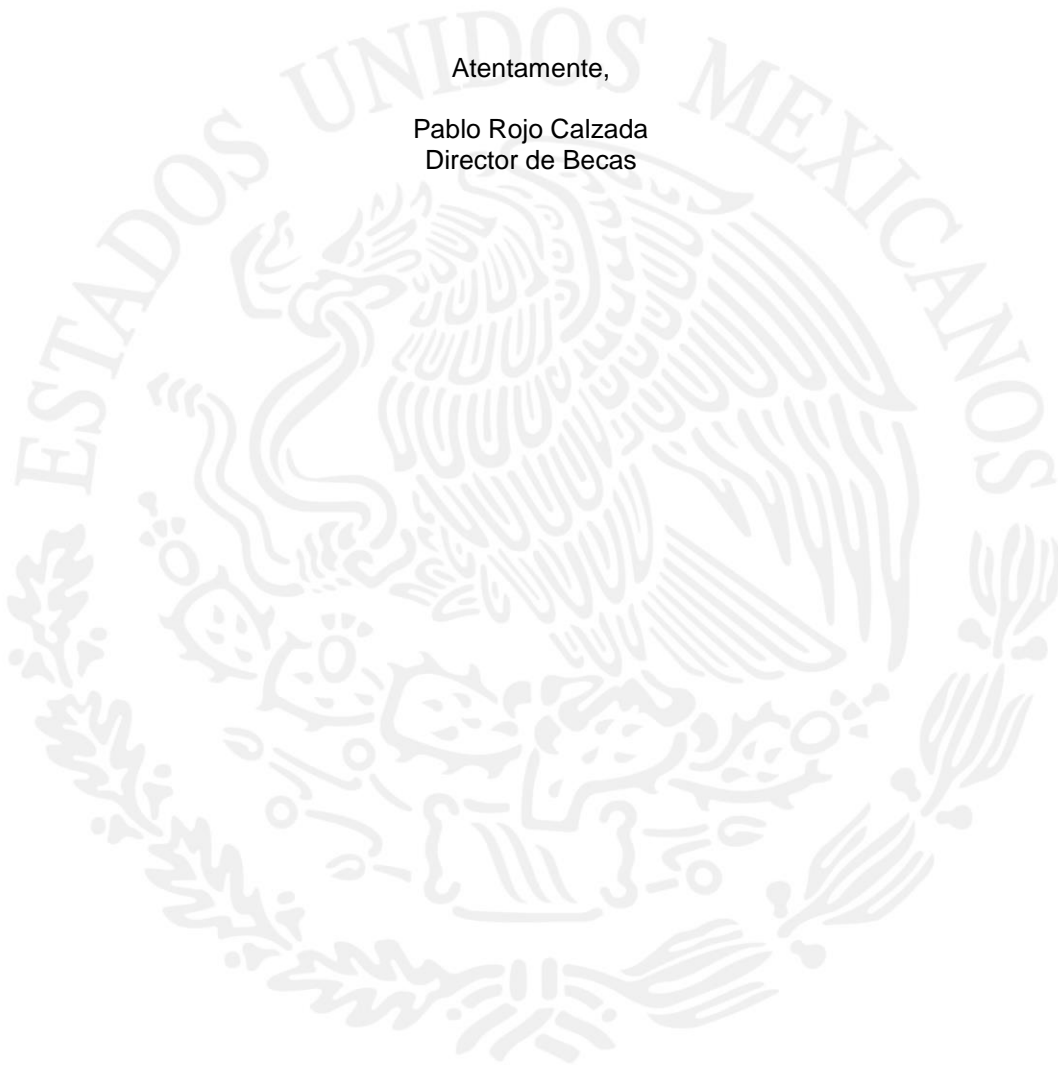 Atentamente,
Pablo Rojo Calzada
Director de Becas
ESTADOS UNIDOS MEXICANOS